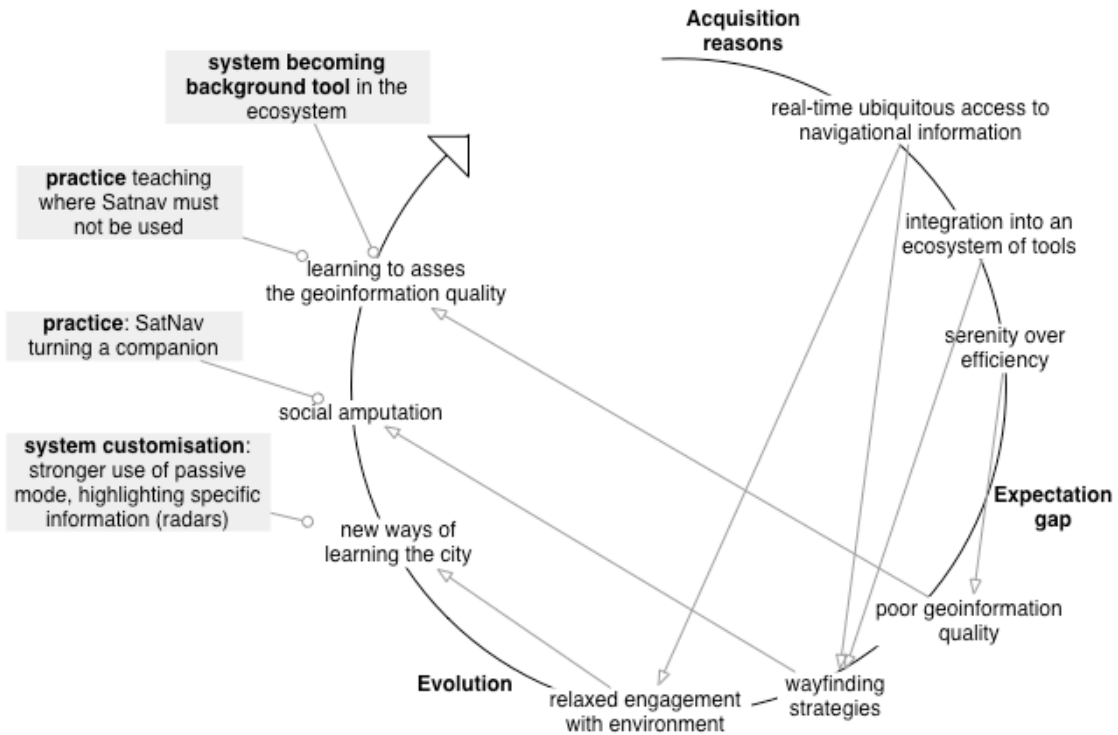 Acquisition
reasons
real-time ubiquitous access to
navigational information
integration into an
ecosystem of tools
serenity over
efficiency
Expectation
gap
poor geoinformation
quality
wayfinding
strategies
relaxed engagement
with environment
Evolution
new ways of
learning the city
social amputation
learning to asses
the geoinformation quality
system becoming
background tool in the
ecosystem
practice teaching
where Satnav must
not be used
practice: SatNav
turning a companion
system customisation:
stronger use of passive
mode, highlighting specific
information (radars)